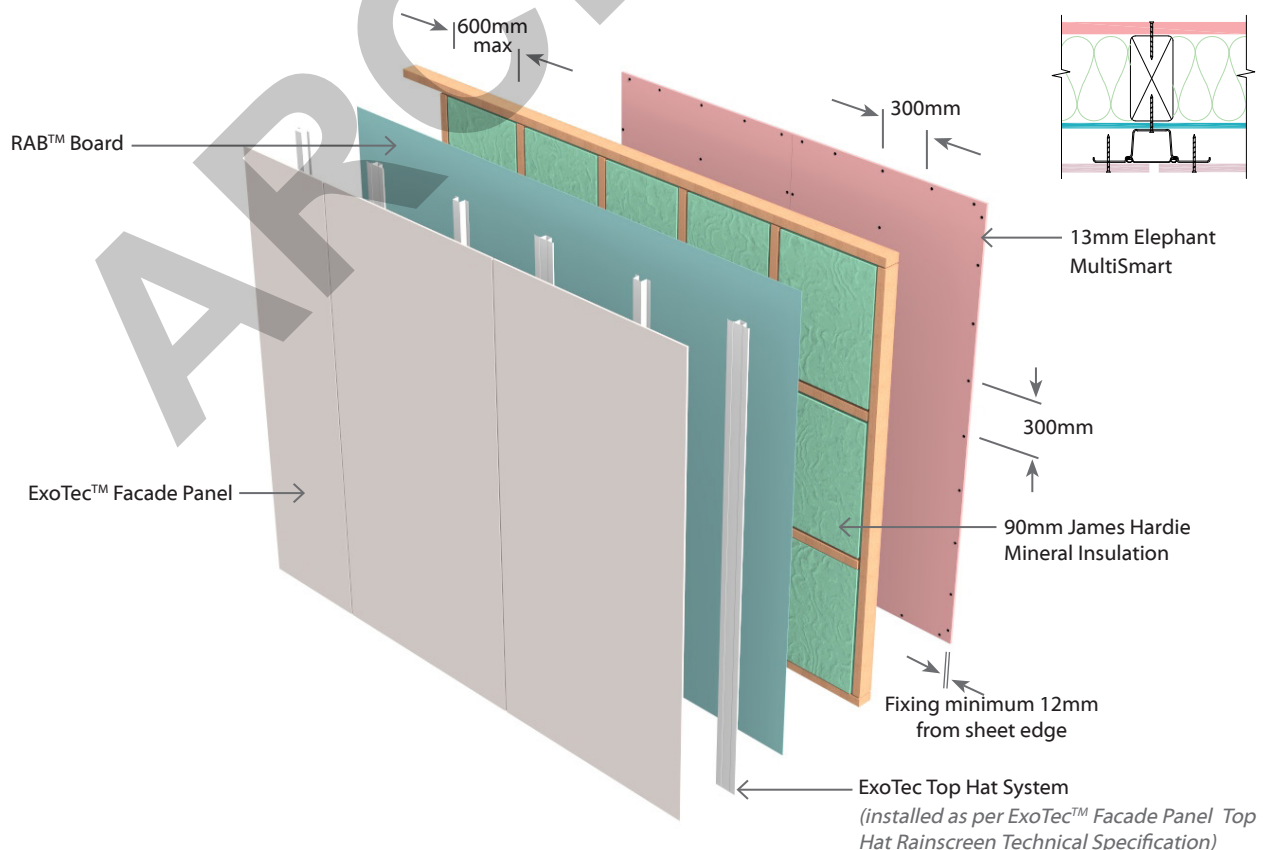 600mm
max
300mm
RAB™ Board
13mm Elephant
MultiSmart
300mm
ExoTec™ Facade Panel
90mm James Hardie
Mineral Insulation
Fixing minimum 12mm
from sheet edge
ExoTec Top Hat System
(installed as per ExoTec™ Facade Panel Top
Hat Rainscreen Technical Specification)